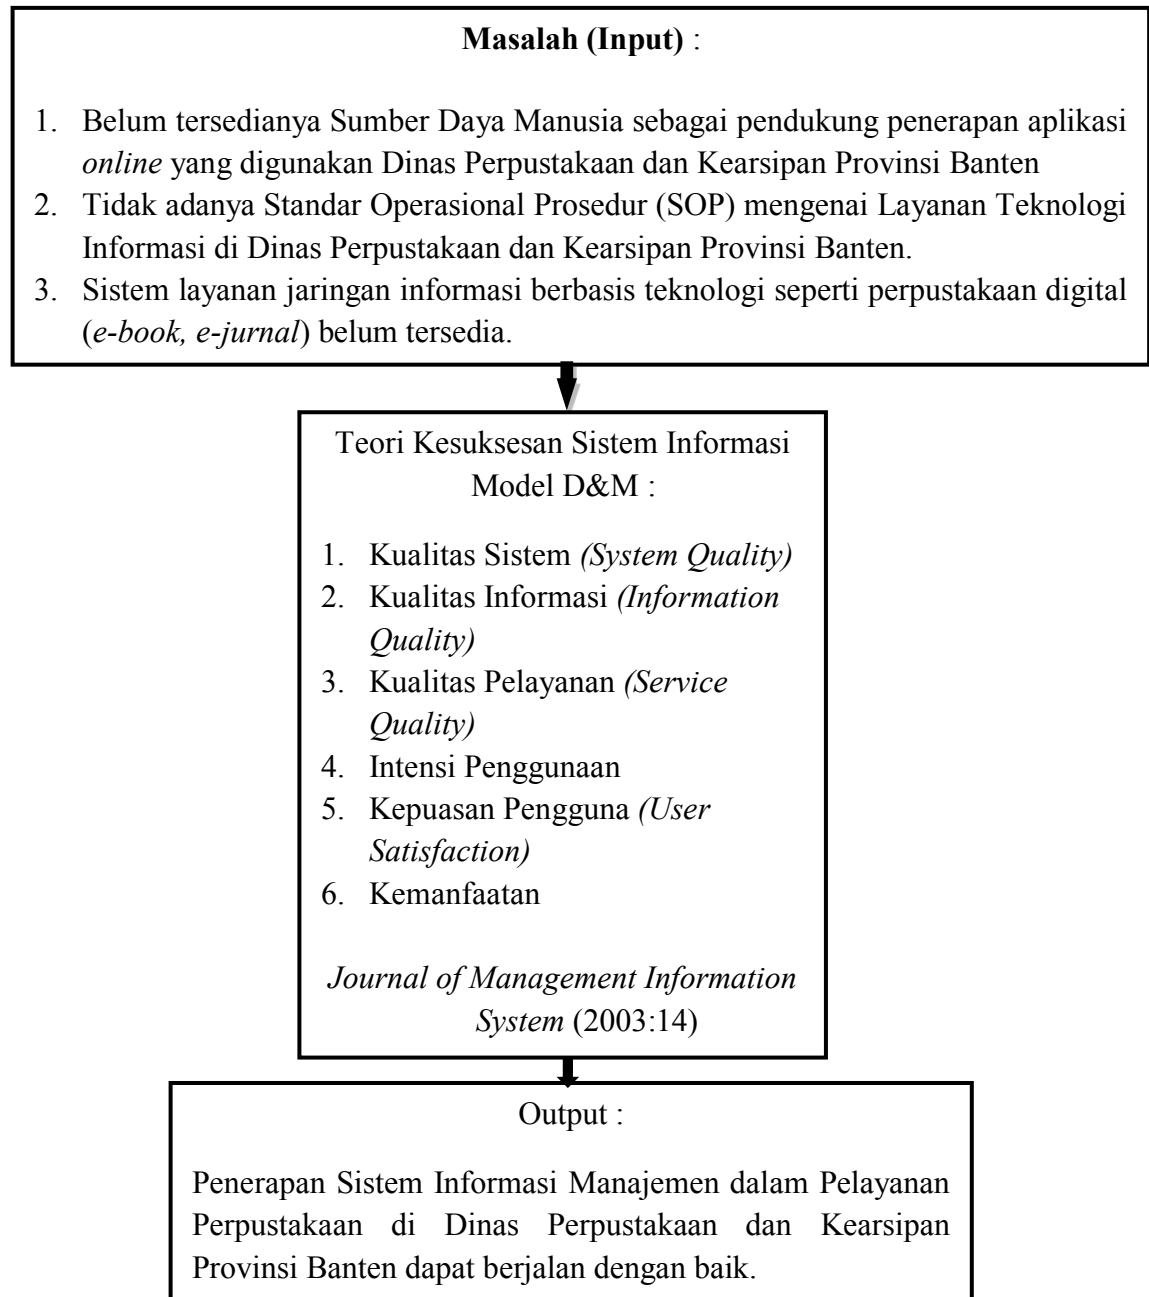 Masalah (Input) :
1. Belum tersedianya Sumber Daya Manusia sebagai pendukung penerapan aplikasi
online yang digunakan Dinas Perpustakaan dan Kearsipan Provinsi Banten
2. Tidak adanya Standar Operasional Prosedur (SOP) mengenai Layanan Teknologi
Informasi di Dinas Perpustakaan dan Kearsipan Provinsi Banten.
3. Sistem layanan jaringan informasi berbasis teknologi seperti perpustakaan digital
(e-book, e-jurnal) belum tersedia.
Teori Kesuksesan Sistem Informasi
Model D&M :
1. Kualitas Sistem (System Quality)
2. Kualitas Informasi (Information
Quality)
3. Kualitas Pelayanan (Service
Quality)
4. Intensi Penggunaan
5. Kepuasan Pengguna (User
Satisfaction)
6. Kemanfaatan
Journal of Management Information
System (2003:14)
Output :
Penerapan Sistem Informasi Manajemen dalam Pelayanan
Perpustakaan di Dinas Perpustakaan dan Kearsipan
Provinsi Banten dapat berjalan dengan baik.